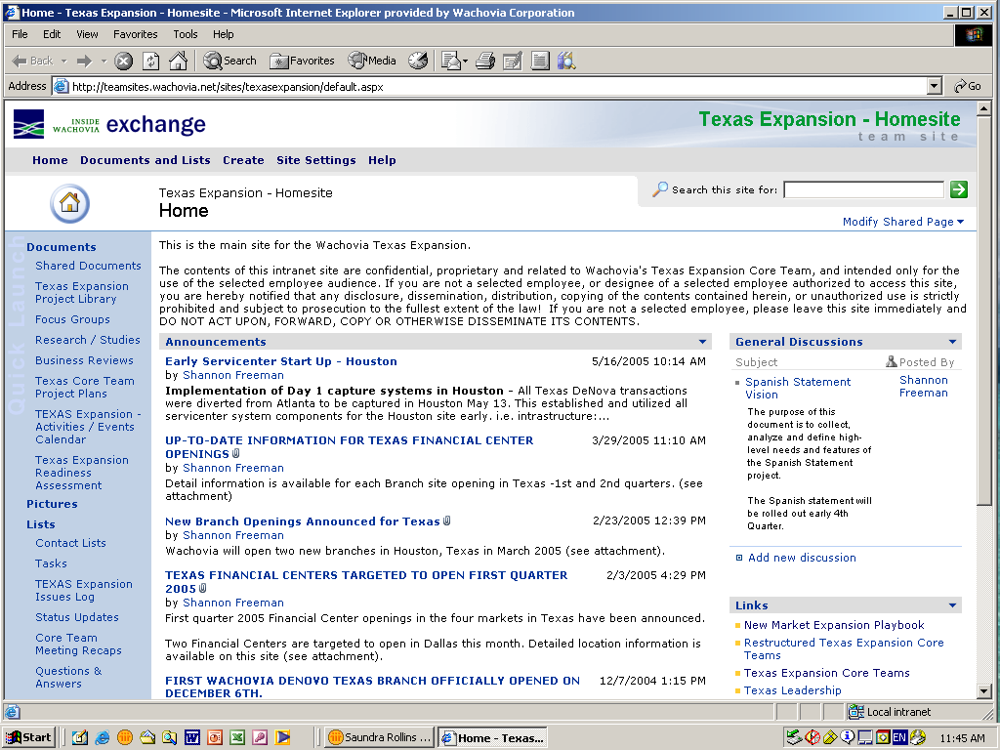 Home - Texas Expansion - Homesite - Microsoft Internet Explorer provided by Wachovia Corporation
File Edit View Favorites Tools Help
Back Search Favorites Media
Address http://teamsites.wachovia.net/sites/texasexpansion/default.aspx Go
INSIDE WACHOVIA exchange
Texas Expansion - Homesite
team site
Home Documents and Lists Create Site Settings Help
Texas Expansion - Homesite
Home
Search this site for:
Modify Shared Page
Quick Launch
Documents
Shared Documents
Texas Expansion
Project Library
Focus Groups
Research / Studies
Business Reviews
Texas Core Team
Project Plans
TEXAS Expansion -
Activities / Events
Calendar
Texas Expansion
Readiness
Assessment
Pictures
Lists
Contact Lists
Tasks
TEXAS Expansion
Issues Log
Status Updates
Core Team
Meeting Recaps
Questions &
Answers
This is the main site for the Wachovia Texas Expansion.
The contents of this intranet site are confidential, proprietary and related to Wachovia's Texas Expansion Core Team, and intended only for the
use of the selected employee audience. If you are not a selected employee, or designee of a selected employee authorized to access this site,
you are hereby notified that any disclosure, dissemination, distribution, copying of the contents contained herein, or unauthorized use is strictly
prohibited and subject to prosecution to the fullest extent of the law!  If you are not a selected employee, please leave this site immediately and
DO NOT ACT UPON, FORWARD, COPY OR OTHERWISE DISSEMINATE ITS CONTENTS.
Announcements
Early Servicenter Start Up - Houston 5/16/2005 10:14 AM
by Shannon Freeman
Implementation of Day 1 capture systems in Houston - All Texas DeNova transactions
were diverted from Atlanta to be captured in Houston May 13. This established and utilized all
servicenter system components for the Houston site early. i.e. intrastructure:...
UP-TO-DATE INFORMATION FOR TEXAS FINANCIAL CENTER 3/29/2005 11:10 AM
OPENINGS
by Shannon Freeman
Detail information is available for each Branch site opening in Texas -1st and 2nd quarters. (see
attachment)
New Branch Openings Announced for Texas 2/23/2005 12:39 PM
by Shannon Freeman
Wachovia will open two new branches in Houston, Texas in March 2005 (see attachment).
TEXAS FINANCIAL CENTERS TARGETED TO OPEN FIRST QUARTER 2/3/2005 4:29 PM
2005
by Shannon Freeman
First quarter 2005 Financial Center openings in the four markets in Texas have been announced.
Two Financial Centers are targeted to open in Dallas this month. Detailed location information is
available on this site (see attachment).
FIRST WACHOVIA DENOVO TEXAS BRANCH OFFICIALLY OPENED ON 12/7/2004 1:15 PM
DECEMBER 6TH.
General Discussions
Subject Posted By
Spanish Statement Shannon
Vision Freeman
The purpose of this
document is to collect,
analyze and define high-
level needs and features of
the Spanish Statement
project.
The Spanish statement will
be rolled out early 4th
Quarter.
Add new discussion
Links
New Market Expansion Playbook
Restructured Texas Expansion Core
Teams
Texas Expansion Core Teams
Texas Leadership
Local intranet
Start Saundra Rollins ... Home - Texas... EN 11:45 AM